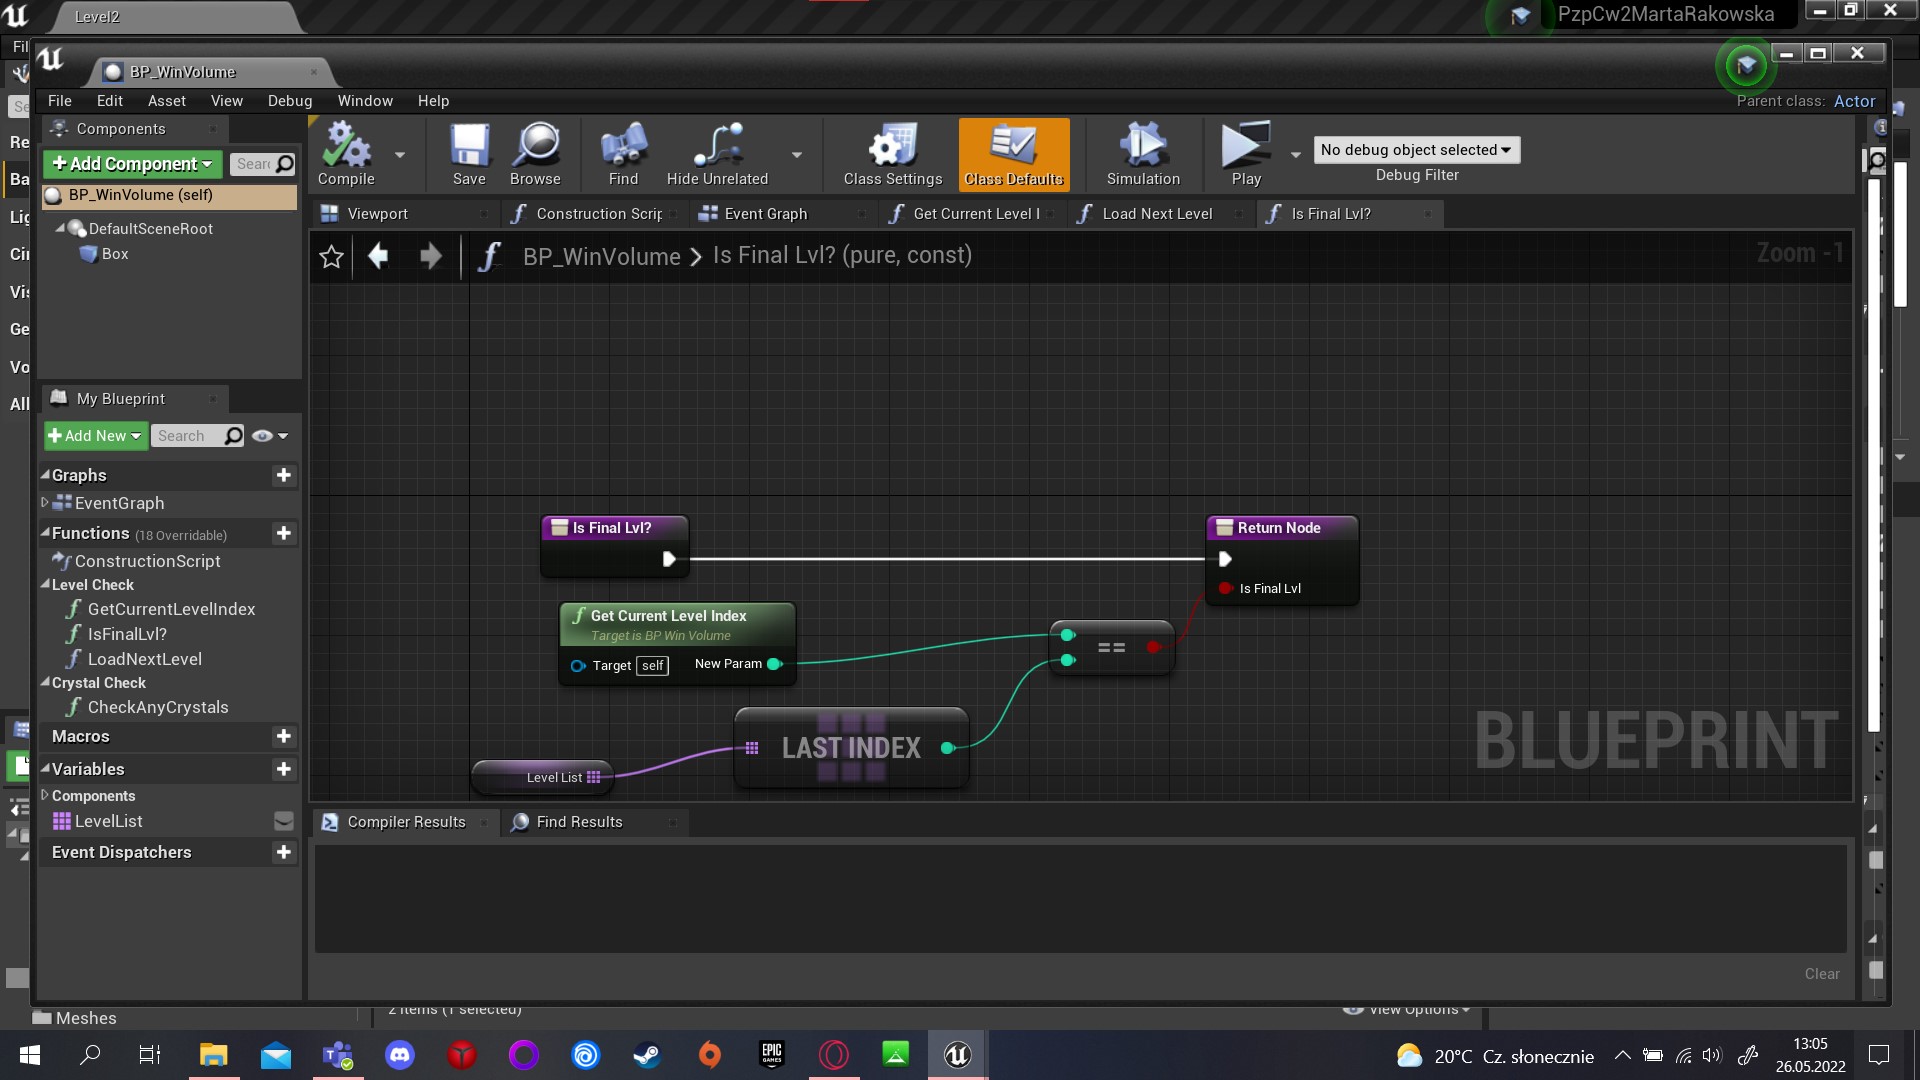 Level2
PzpCw2MartaRakowska
Fil
BP_WinVolume
File Edit Asset View Debug Window Help
Parent class: Actor
Components
Add Component
Sear
BP_WinVolume (self)
DefaultSceneRoot
Box
Compile
Save
Browse
Find
Hide Unrelated
Class Settings
Class Defaults
Simulation
Play
No debug object selected
Debug Filter
Viewport
Construction Scrip
Event Graph
Get Current Level I
Load Next Level
Is Final Lvl?
BP_WinVolume > Is Final Lvl? (pure, const)
Zoom -1
Se
Re
Ba
Lig
Cin
Vis
Ge
Vo
All
My Blueprint
Add New
Search
Graphs
EventGraph
Functions (18 Overridable)
ConstructionScript
Level Check
GetCurrentLevelIndex
IsFinalLvl?
LoadNextLevel
Crystal Check
CheckAnyCrystals
Macros
Variables
Components
LevelList
Event Dispatchers
Is Final Lvl?
Return Node
Is Final Lvl
Get Current Level Index
Target is BP Win Volume
Target self New Param
==
LAST INDEX
Level List
BLUEPRINT
Compiler Results
Find Results
Clear
Meshes
2 items (1 selected)
View Options
EPIC
GAMES
20°C Cz. słonecznie
13:05
26.05.2022